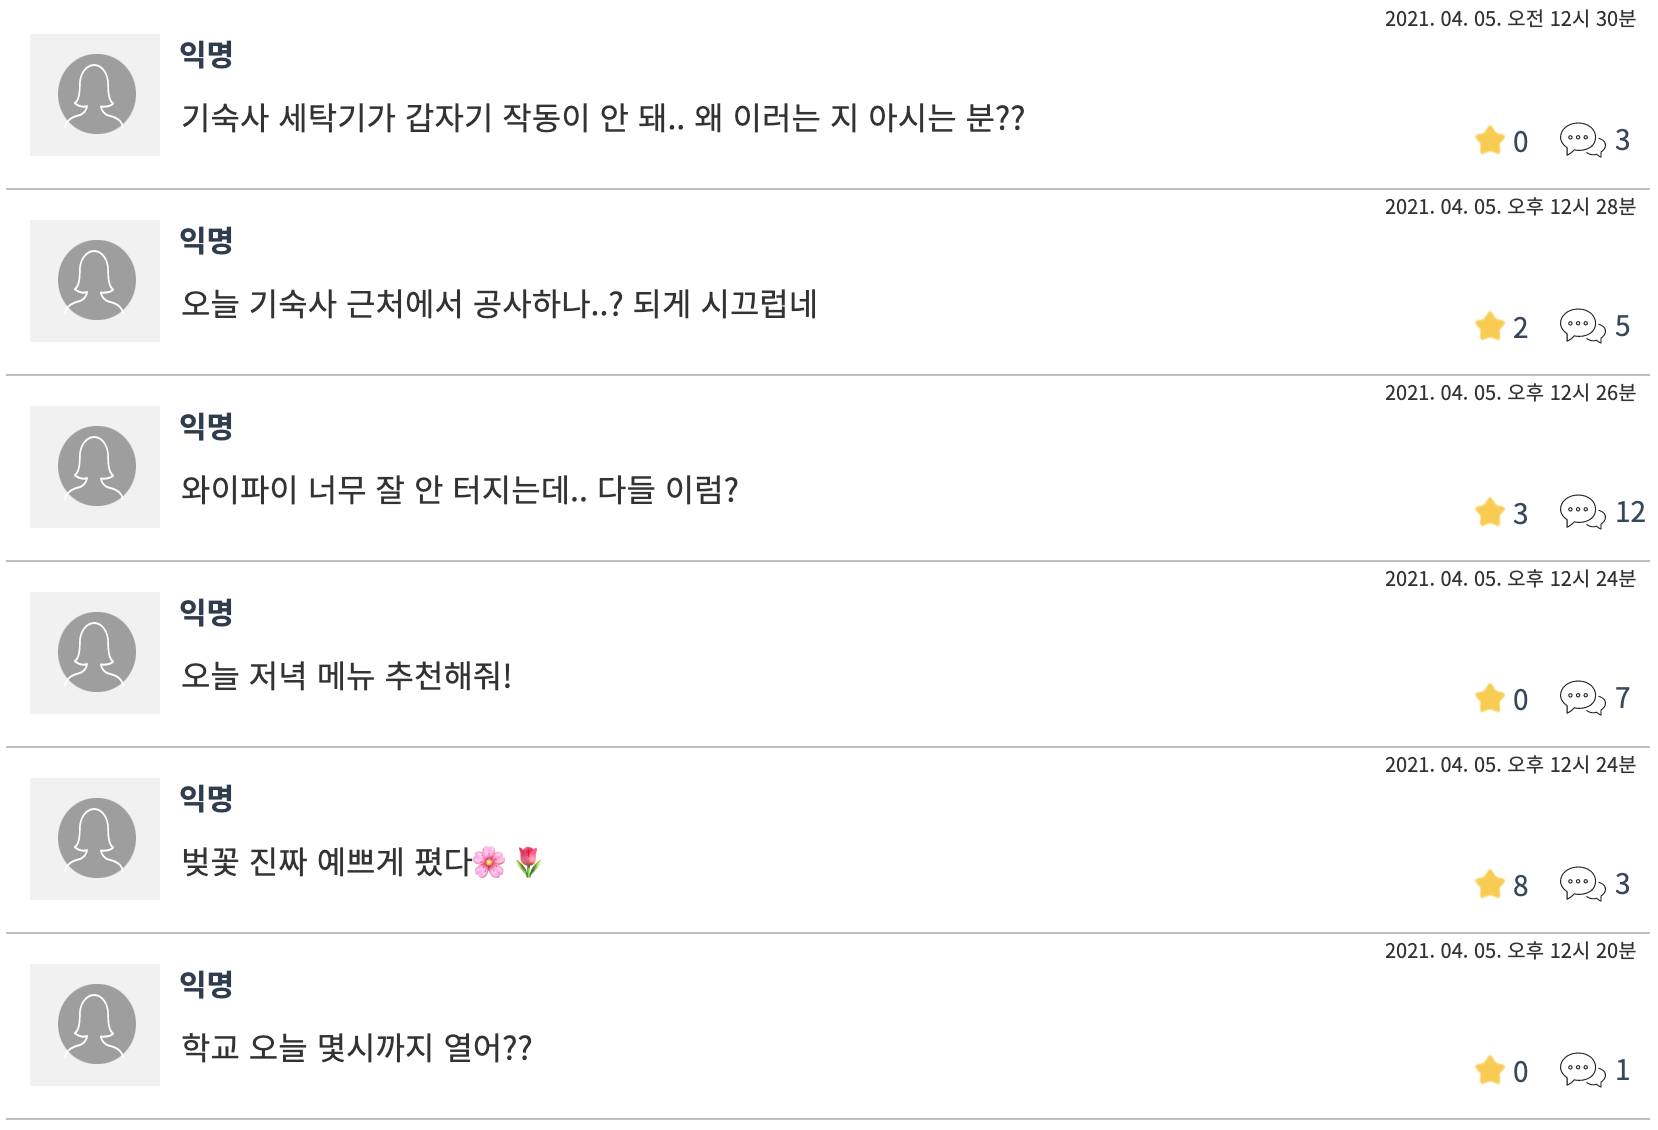 2021. 04. 05. 오전 12시 30분
익명
기숙사 세탁기가 갑자기 작동이 안 돼.. 왜 이러는 지 아시는 분??
0 3
2021. 04. 05. 오후 12시 28분
익명
오늘 기숙사 근처에서 공사하나..? 되게 시끄럽네
2 5
2021. 04. 05. 오후 12시 26분
익명
와이파이 너무 잘 안 터지는데.. 다들 이럼?
3 12
2021. 04. 05. 오후 12시 24분
익명
오늘 저녁 메뉴 추천해줘!
0 7
2021. 04. 05. 오후 12시 24분
익명
벚꽃 진짜 예쁘게 폈다🌸🌷
8 3
2021. 04. 05. 오후 12시 20분
익명
학교 오늘 몇시까지 열어??
0 1